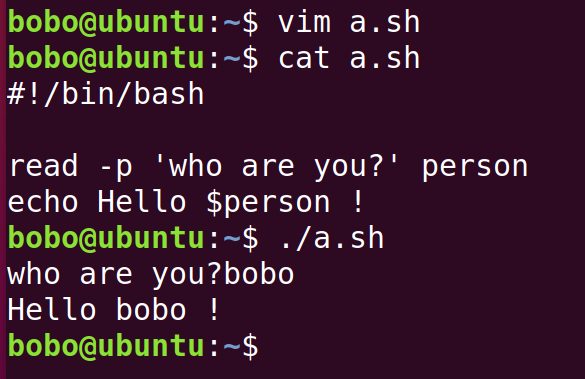 bobo@ubuntu:~$ vim a.sh
bobo@ubuntu:~$ cat a.sh
#!/bin/bash

read -p 'who are you?' person
echo Hello $person !
bobo@ubuntu:~$ ./a.sh
who are you?bobo
Hello bobo !
bobo@ubuntu:~$